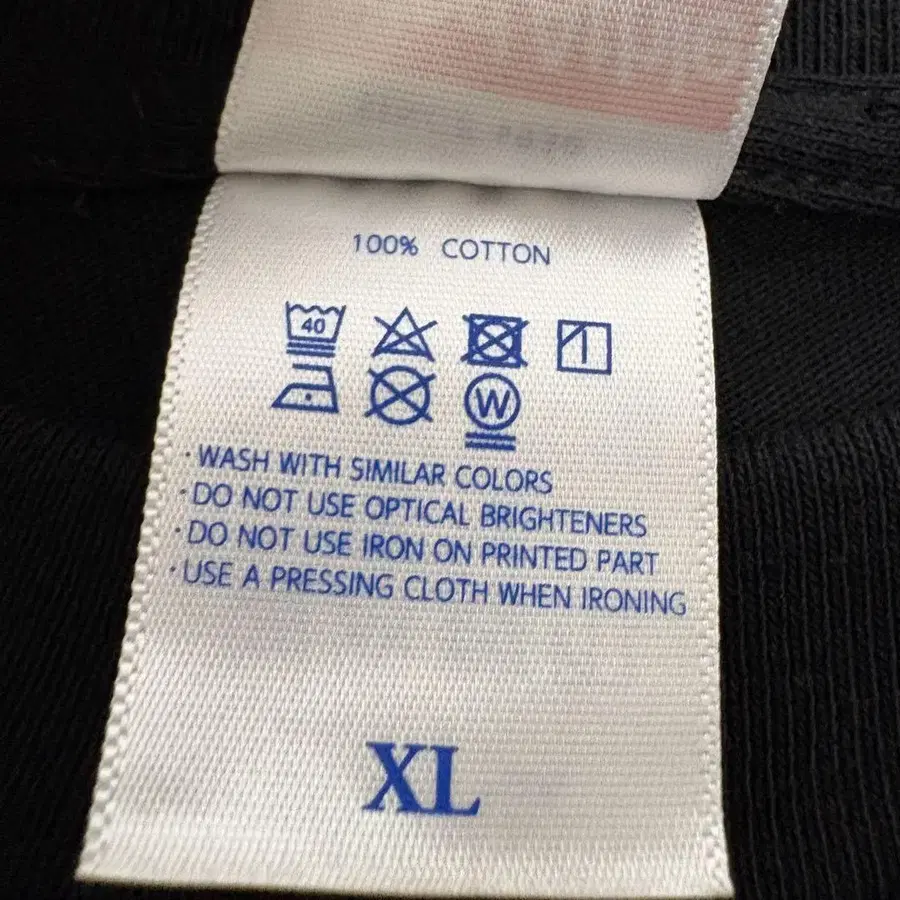 100% COTTON
40
W
·WASH WITH SIMILAR COLORS
·DO NOT USE OPTICAL BRIGHTENERS
·DO NOT USE IRON ON PRINTED PART
·USE A PRESSING CLOTH WHEN IRONING
XL